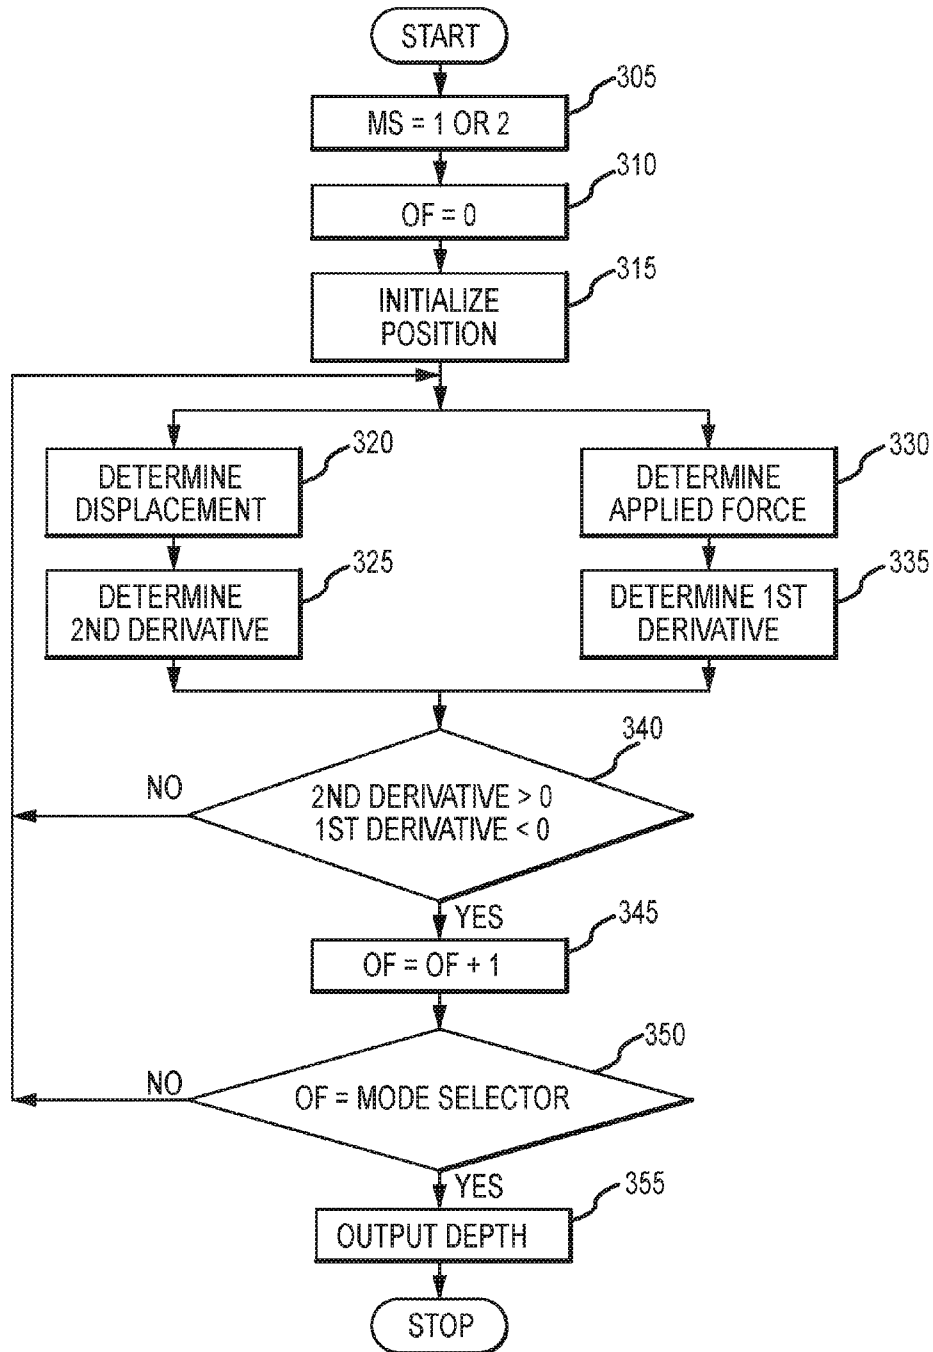 START
305
MS = 1 OR 2
310
OF = 0
315
INITIALIZE
POSITION
320
DETERMINE
DISPLACEMENT
330
DETERMINE
APPLIED FORCE
325
DETERMINE
2ND DERIVATIVE
335
DETERMINE 1ST
DERIVATIVE
340
NO
2ND DERIVATIVE > 0
1ST DERIVATIVE < 0
YES
345
OF = OF + 1
350
NO
OF = MODE SELECTOR
YES
355
OUTPUT DEPTH
STOP